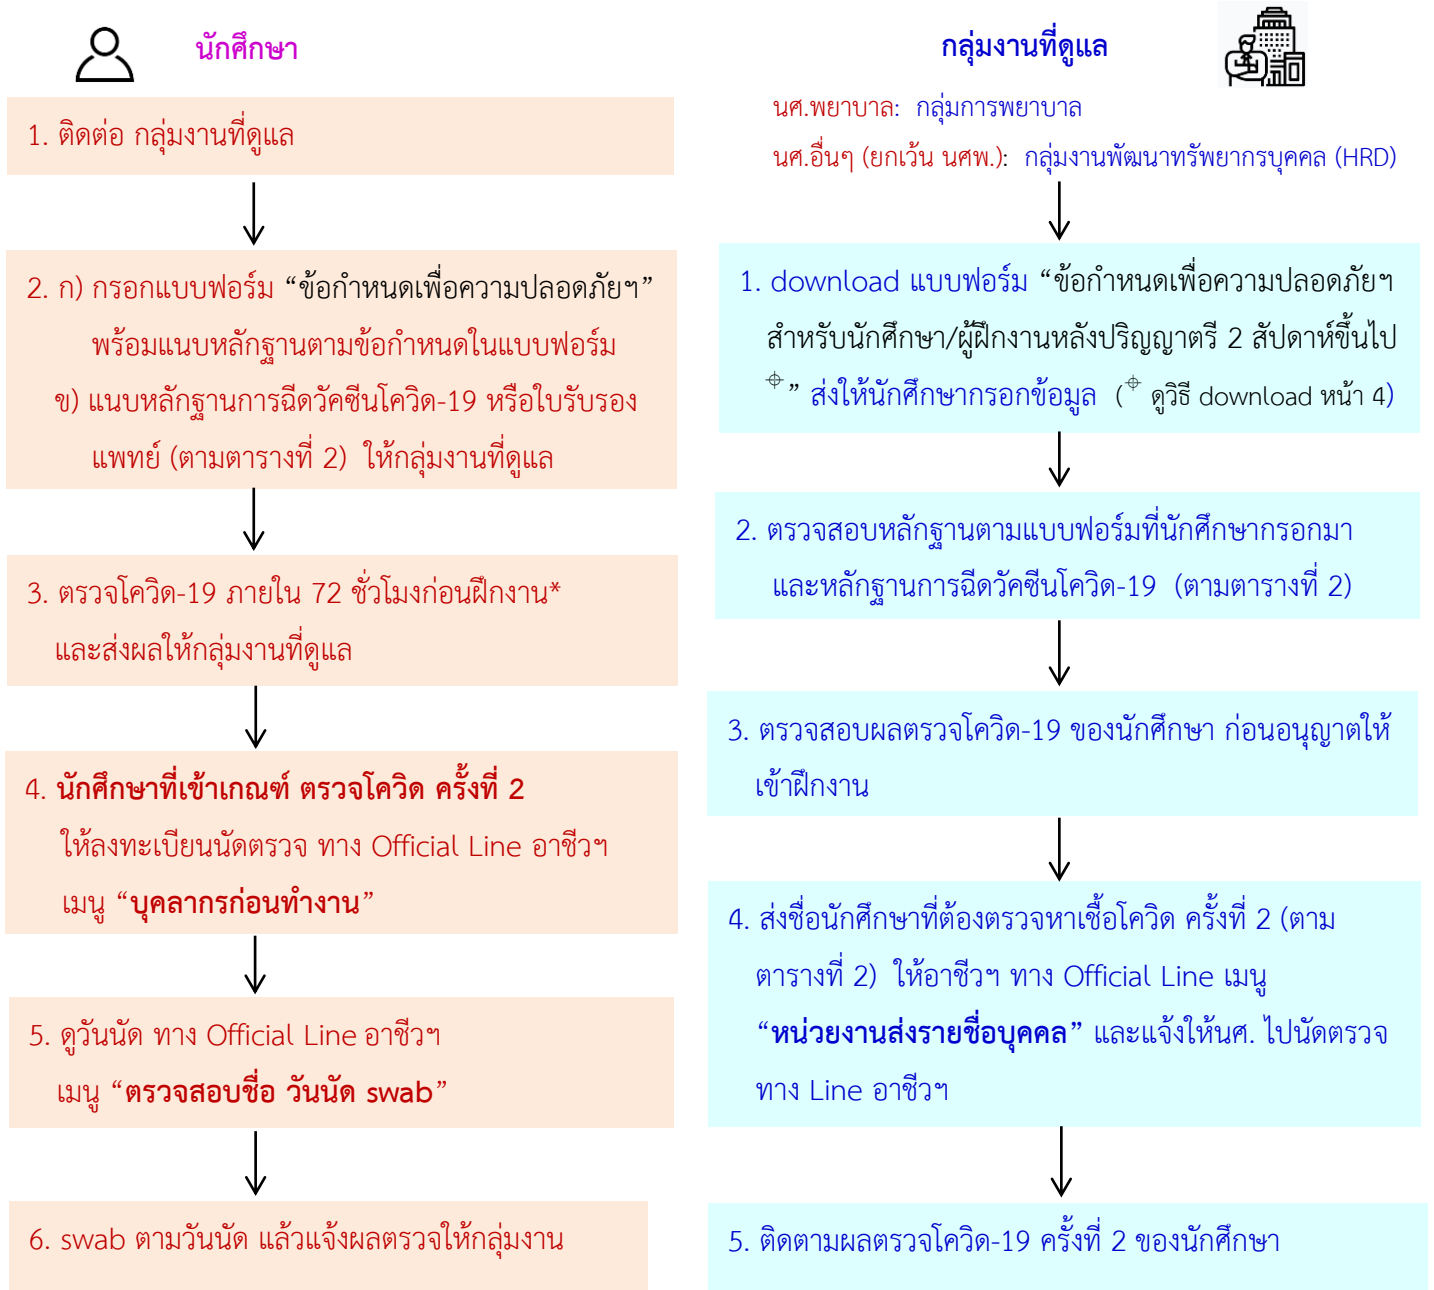 นักศึกษา
1. ติดต่อ กลุ่มงานที่ดูแล
2. ก) กรอกแบบฟอร์ม “ข้อกำหนดเพื่อความปลอดภัยฯ”
พร้อมแนบหลักฐานตามข้อกำหนดในแบบฟอร์ม
ข) แนบหลักฐานการฉีดวัคซีนโควิด-19 หรือใบรับรอง
แพทย์ (ตามตารางที่ 2) ให้กลุ่มงานที่ดูแล
3. ตรวจโควิด-19 ภายใน 72 ชั่วโมงก่อนฝึกงาน*
และส่งผลให้กลุ่มงานที่ดูแล
4. นักศึกษาที่เข้าเกณฑ์ ตรวจโควิด ครั้งที่ 2
ให้ลงทะเบียนนัดตรวจ ทาง Official Line อาชีวฯ
เมนู “บุคลากรก่อนทำงาน”
5. ดูวันนัด ทาง Official Line อาชีวฯ
เมนู “ตรวจสอบชื่อ วันนัด swab”
6. swab ตามวันนัด แล้วแจ้งผลตรวจให้กลุ่มงาน
กลุ่มงานที่ดูแล
นศ.พยาบาล: กลุ่มการพยาบาล
นศ.อื่นๆ (ยกเว้น นศพ.): กลุ่มงานพัฒนาทรัพยากรบุคคล (HRD)
1. download แบบฟอร์ม “ข้อกำหนดเพื่อความปลอดภัยฯ
สำหรับนักศึกษา/ผู้ฝึกงานหลังปริญญาตรี 2 สัปดาห์ขึ้นไป
⌖” ส่งให้นักศึกษากรอกข้อมูล (⌖ ดูวิธี download หน้า 4)
2. ตรวจสอบหลักฐานตามแบบฟอร์มที่นักศึกษากรอกมา
และหลักฐานการฉีดวัคซีนโควิด-19 (ตามตารางที่ 2)
3. ตรวจสอบผลตรวจโควิด-19 ของนักศึกษา ก่อนอนุญาตให้
เข้าฝึกงาน
4. ส่งชื่อนักศึกษาที่ต้องตรวจหาเชื้อโควิด ครั้งที่ 2 (ตาม
ตารางที่ 2) ให้อาชีวฯ ทาง Official Line เมนู
“หน่วยงานส่งรายชื่อบุคคล” และแจ้งให้นศ. ไปนัดตรวจ
ทาง Line อาชีวฯ
5. ติดตามผลตรวจโควิด-19 ครั้งที่ 2 ของนักศึกษา